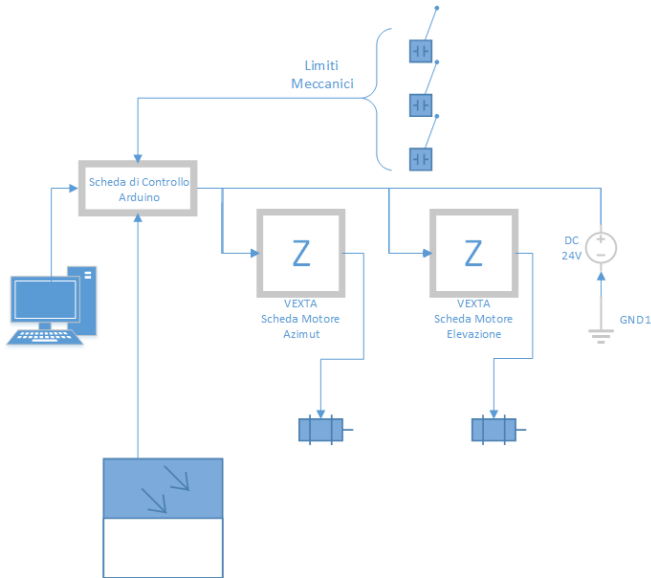 Limiti
Meccanici
Scheda di Controllo
Arduino
Z
VEXTA
Scheda Motore
Azimut
Z
VEXTA
Scheda Motore
Elevazione
DC
24V
GND1